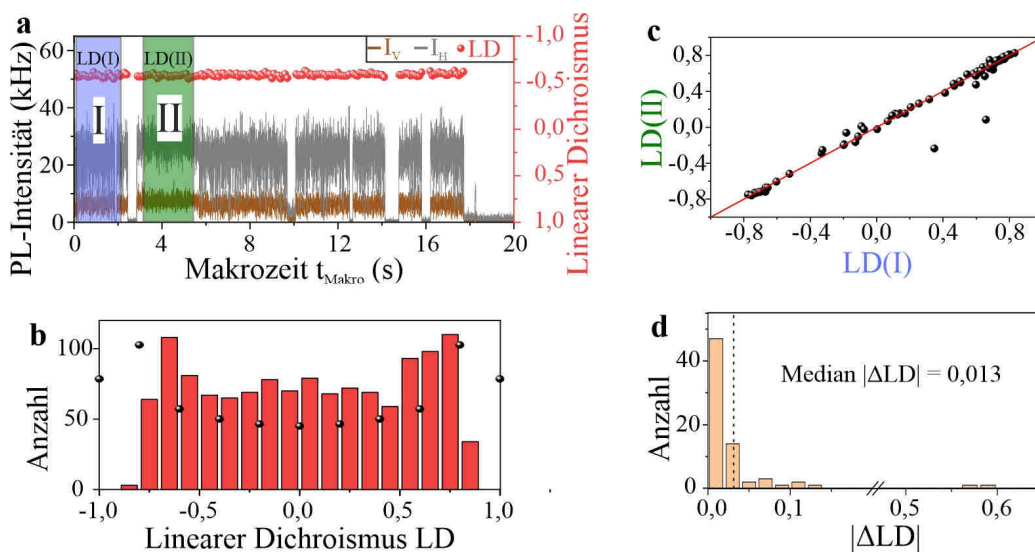 a
PL-Intensität (kHz)
60
40
20
0
I_V
I_H
LD
LD(I)
LD(II)
I
II
-1,0
-0,5
0,0
0,5
1,0
Linearer Dichroismus
0 4 8 12 16 20
Makrozeit t_Makro (s)
b
Anzahl
100
50
0
-1,0 -0,5 0,0 0,5 1,0
Linearer Dichroismus LD
c
LD(II)
0,8
0,4
0,0
-0,4
-0,8
-0,8 -0,4 0,0 0,4 0,8
LD(I)
d
Anzahl
40
20
0
Median |ΔLD| = 0,013
0,0 0,1 0,5 0,6
|ΔLD|